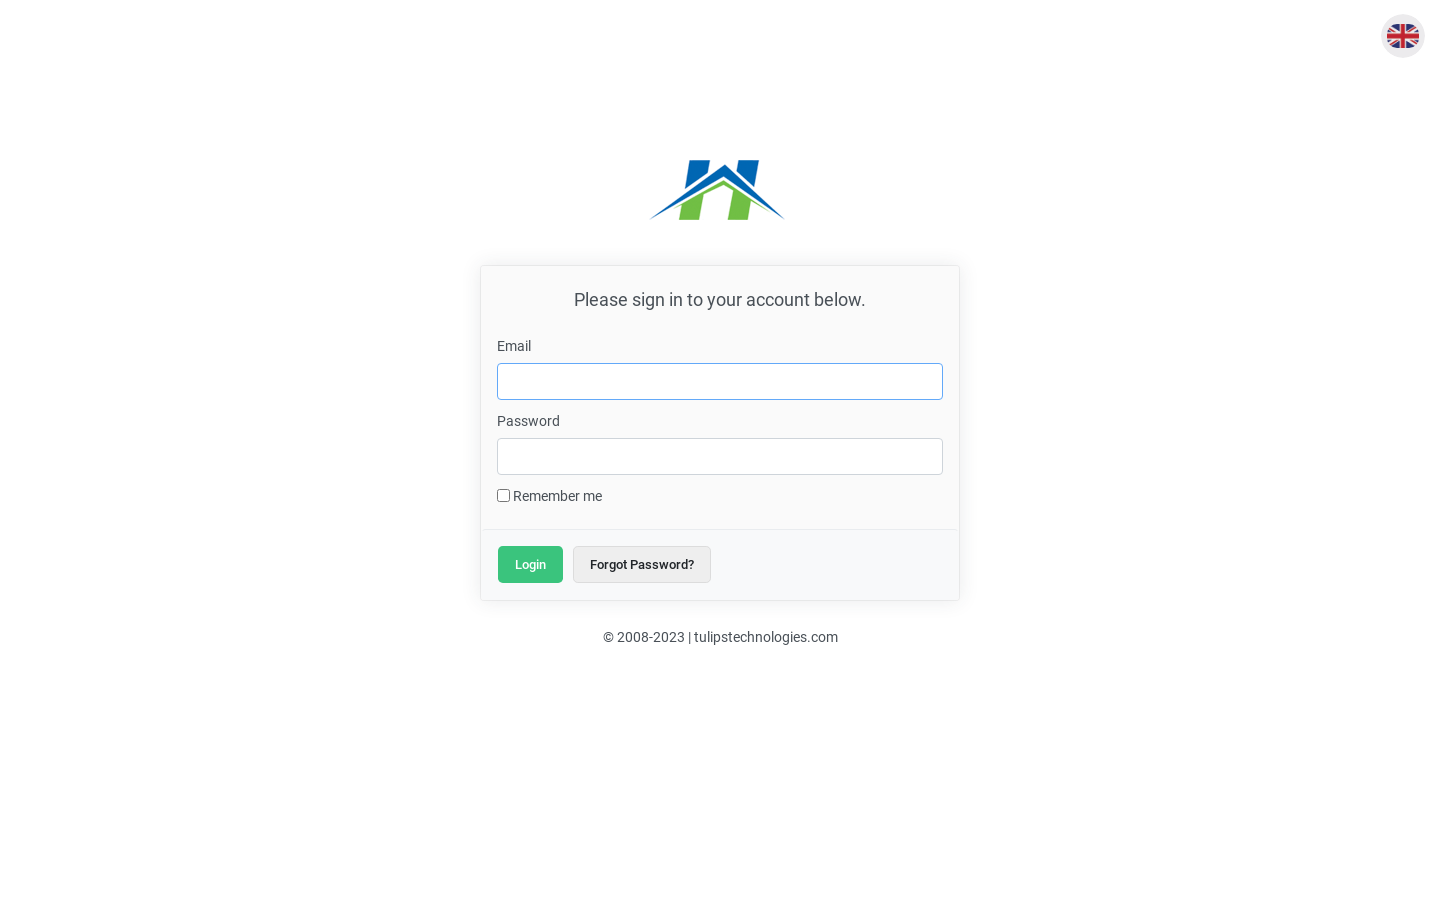 Please sign in to your account below.
Email
Password
Remember me
Login
Forgot Password?
© 2008-2023 | tulipstechnologies.com